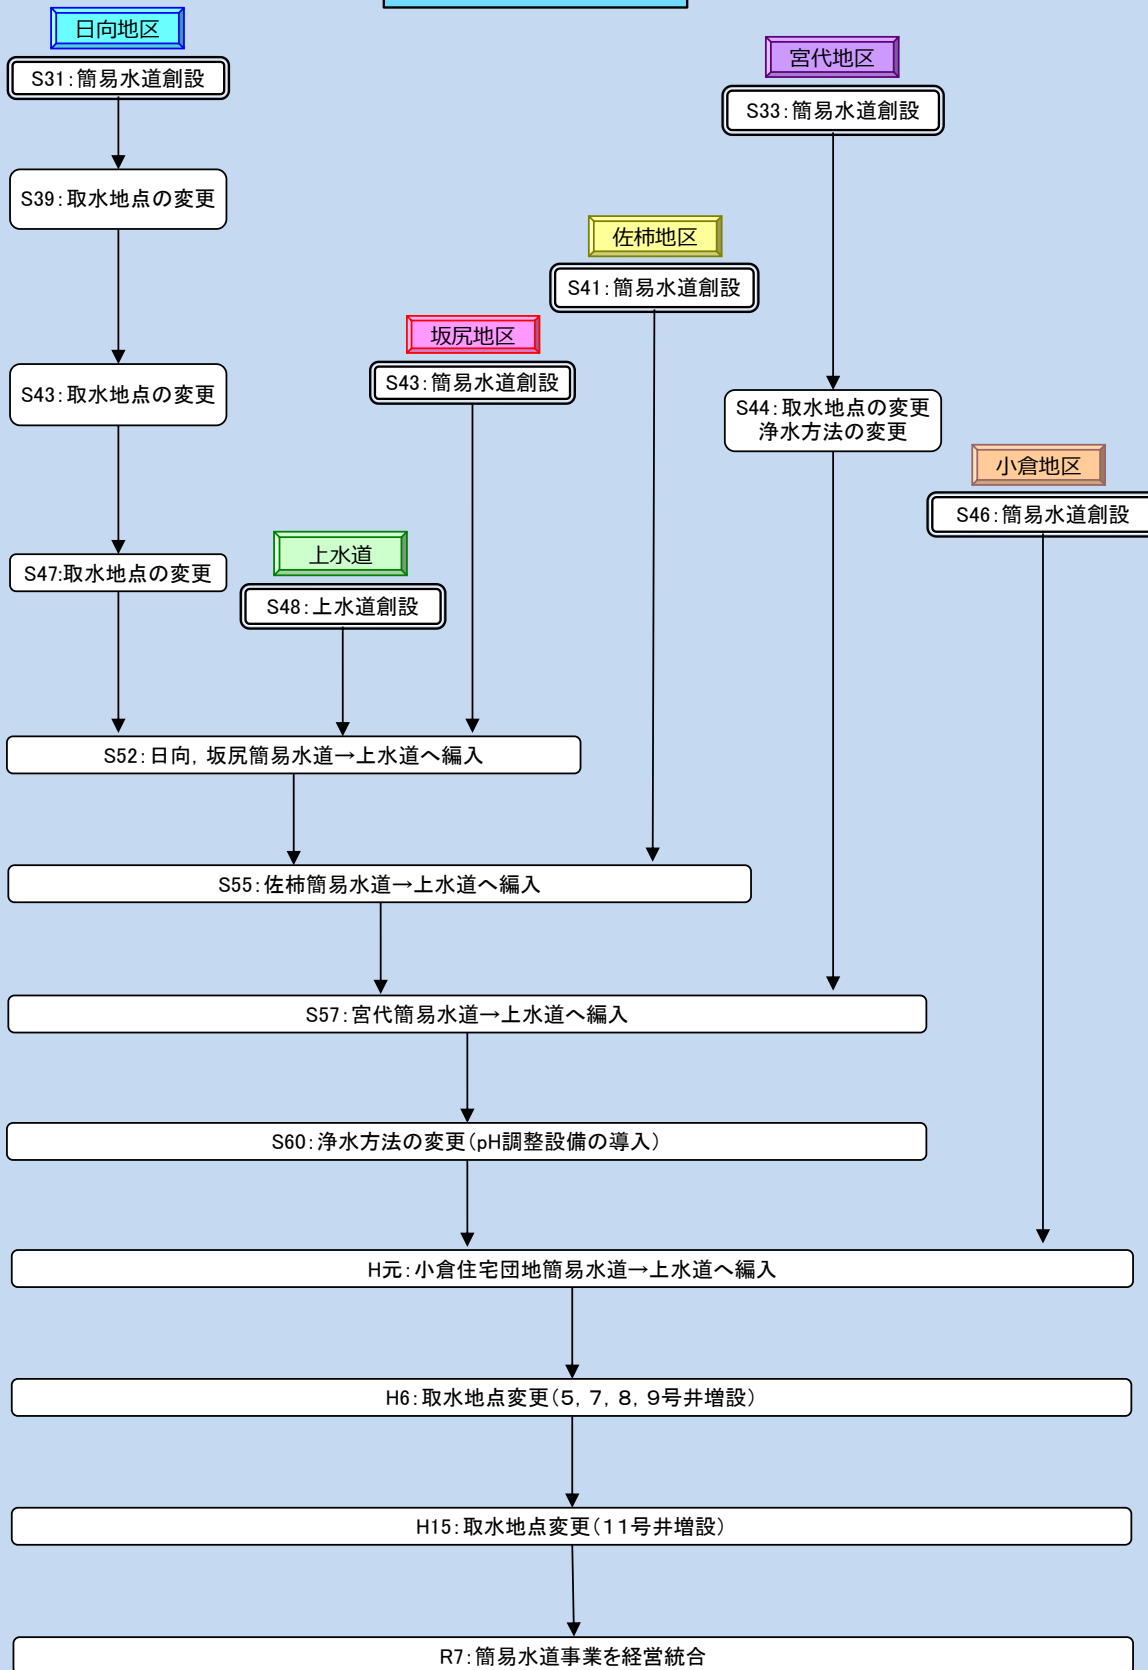 日向地区
S31：簡易水道創設
宮代地区
S33：簡易水道創設
S39：取水地点の変更
佐柿地区
S41：簡易水道創設
坂尻地区
S43：簡易水道創設
S43：取水地点の変更
S44：取水地点の変更
浄水方法の変更
小倉地区
S46：簡易水道創設
S47:取水地点の変更
上水道
S48：上水道創設
S52：日向，坂尻簡易水道→上水道へ編入
S55：佐柿簡易水道→上水道へ編入
S57：宮代簡易水道→上水道へ編入
S60：浄水方法の変更（pH調整設備の導入）
H元：小倉住宅団地簡易水道→上水道へ編入
H6：取水地点変更（５，７，８，９号井増設）
H15：取水地点変更（１１号井増設）
R7：簡易水道事業を経営統合